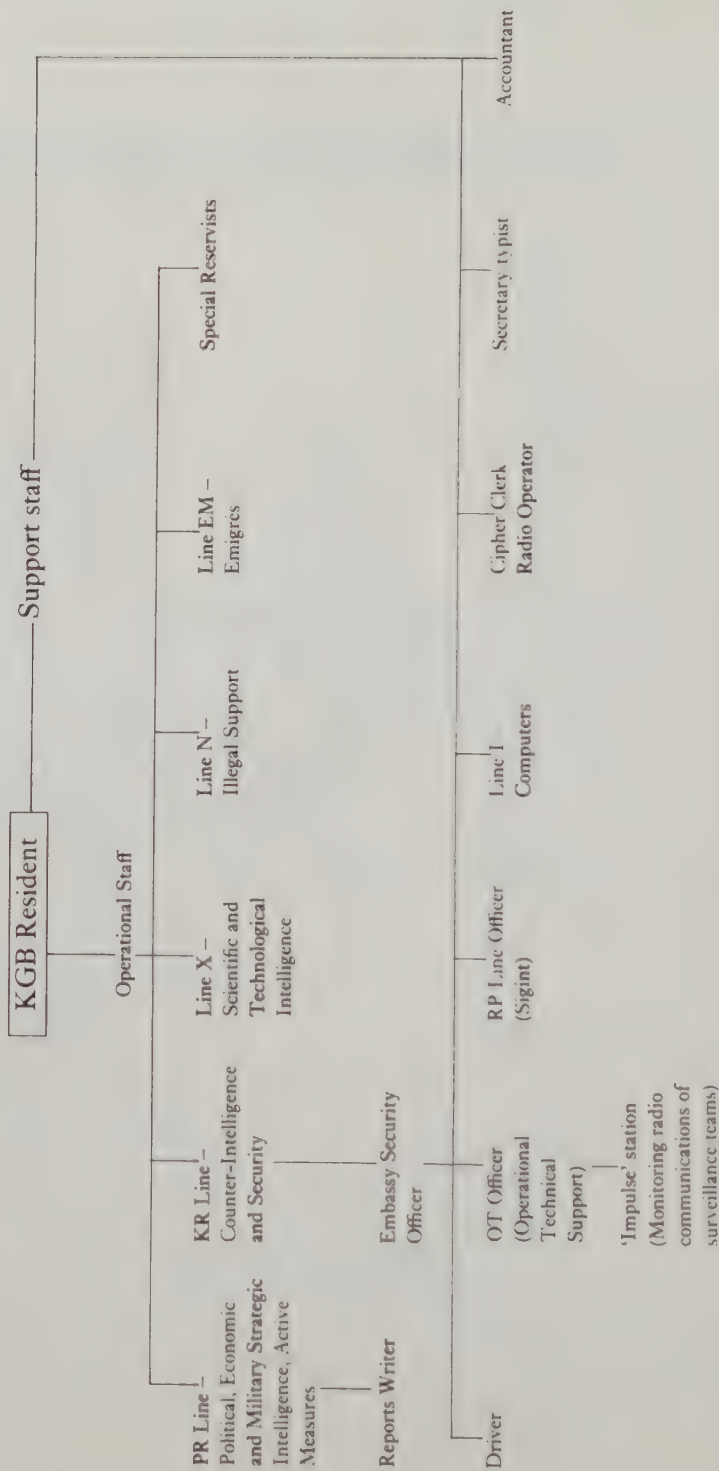 KGB Resident
Support staff
Operational Staff
PR Line –
Political, Economic
and Military Strategic
Intelligence, Active
Measures
KR Line –
Counter-Intelligence
and Security
Line X –
Scientific and
Technological
Intelligence
Line N –
Illegal Support
Line EM –
Emigrés
Special Reservists
Reports Writer
Embassy Security
Officer
Driver
OT Officer
(Operational
Technical
Support)
RP Line Officer
(Sigint)
Line I –
Computers
Cipher Clerk
Radio Operator
Secretary typist
Accountant
'Impulse' station
(Monitoring radio
communications of
surveillance teams)